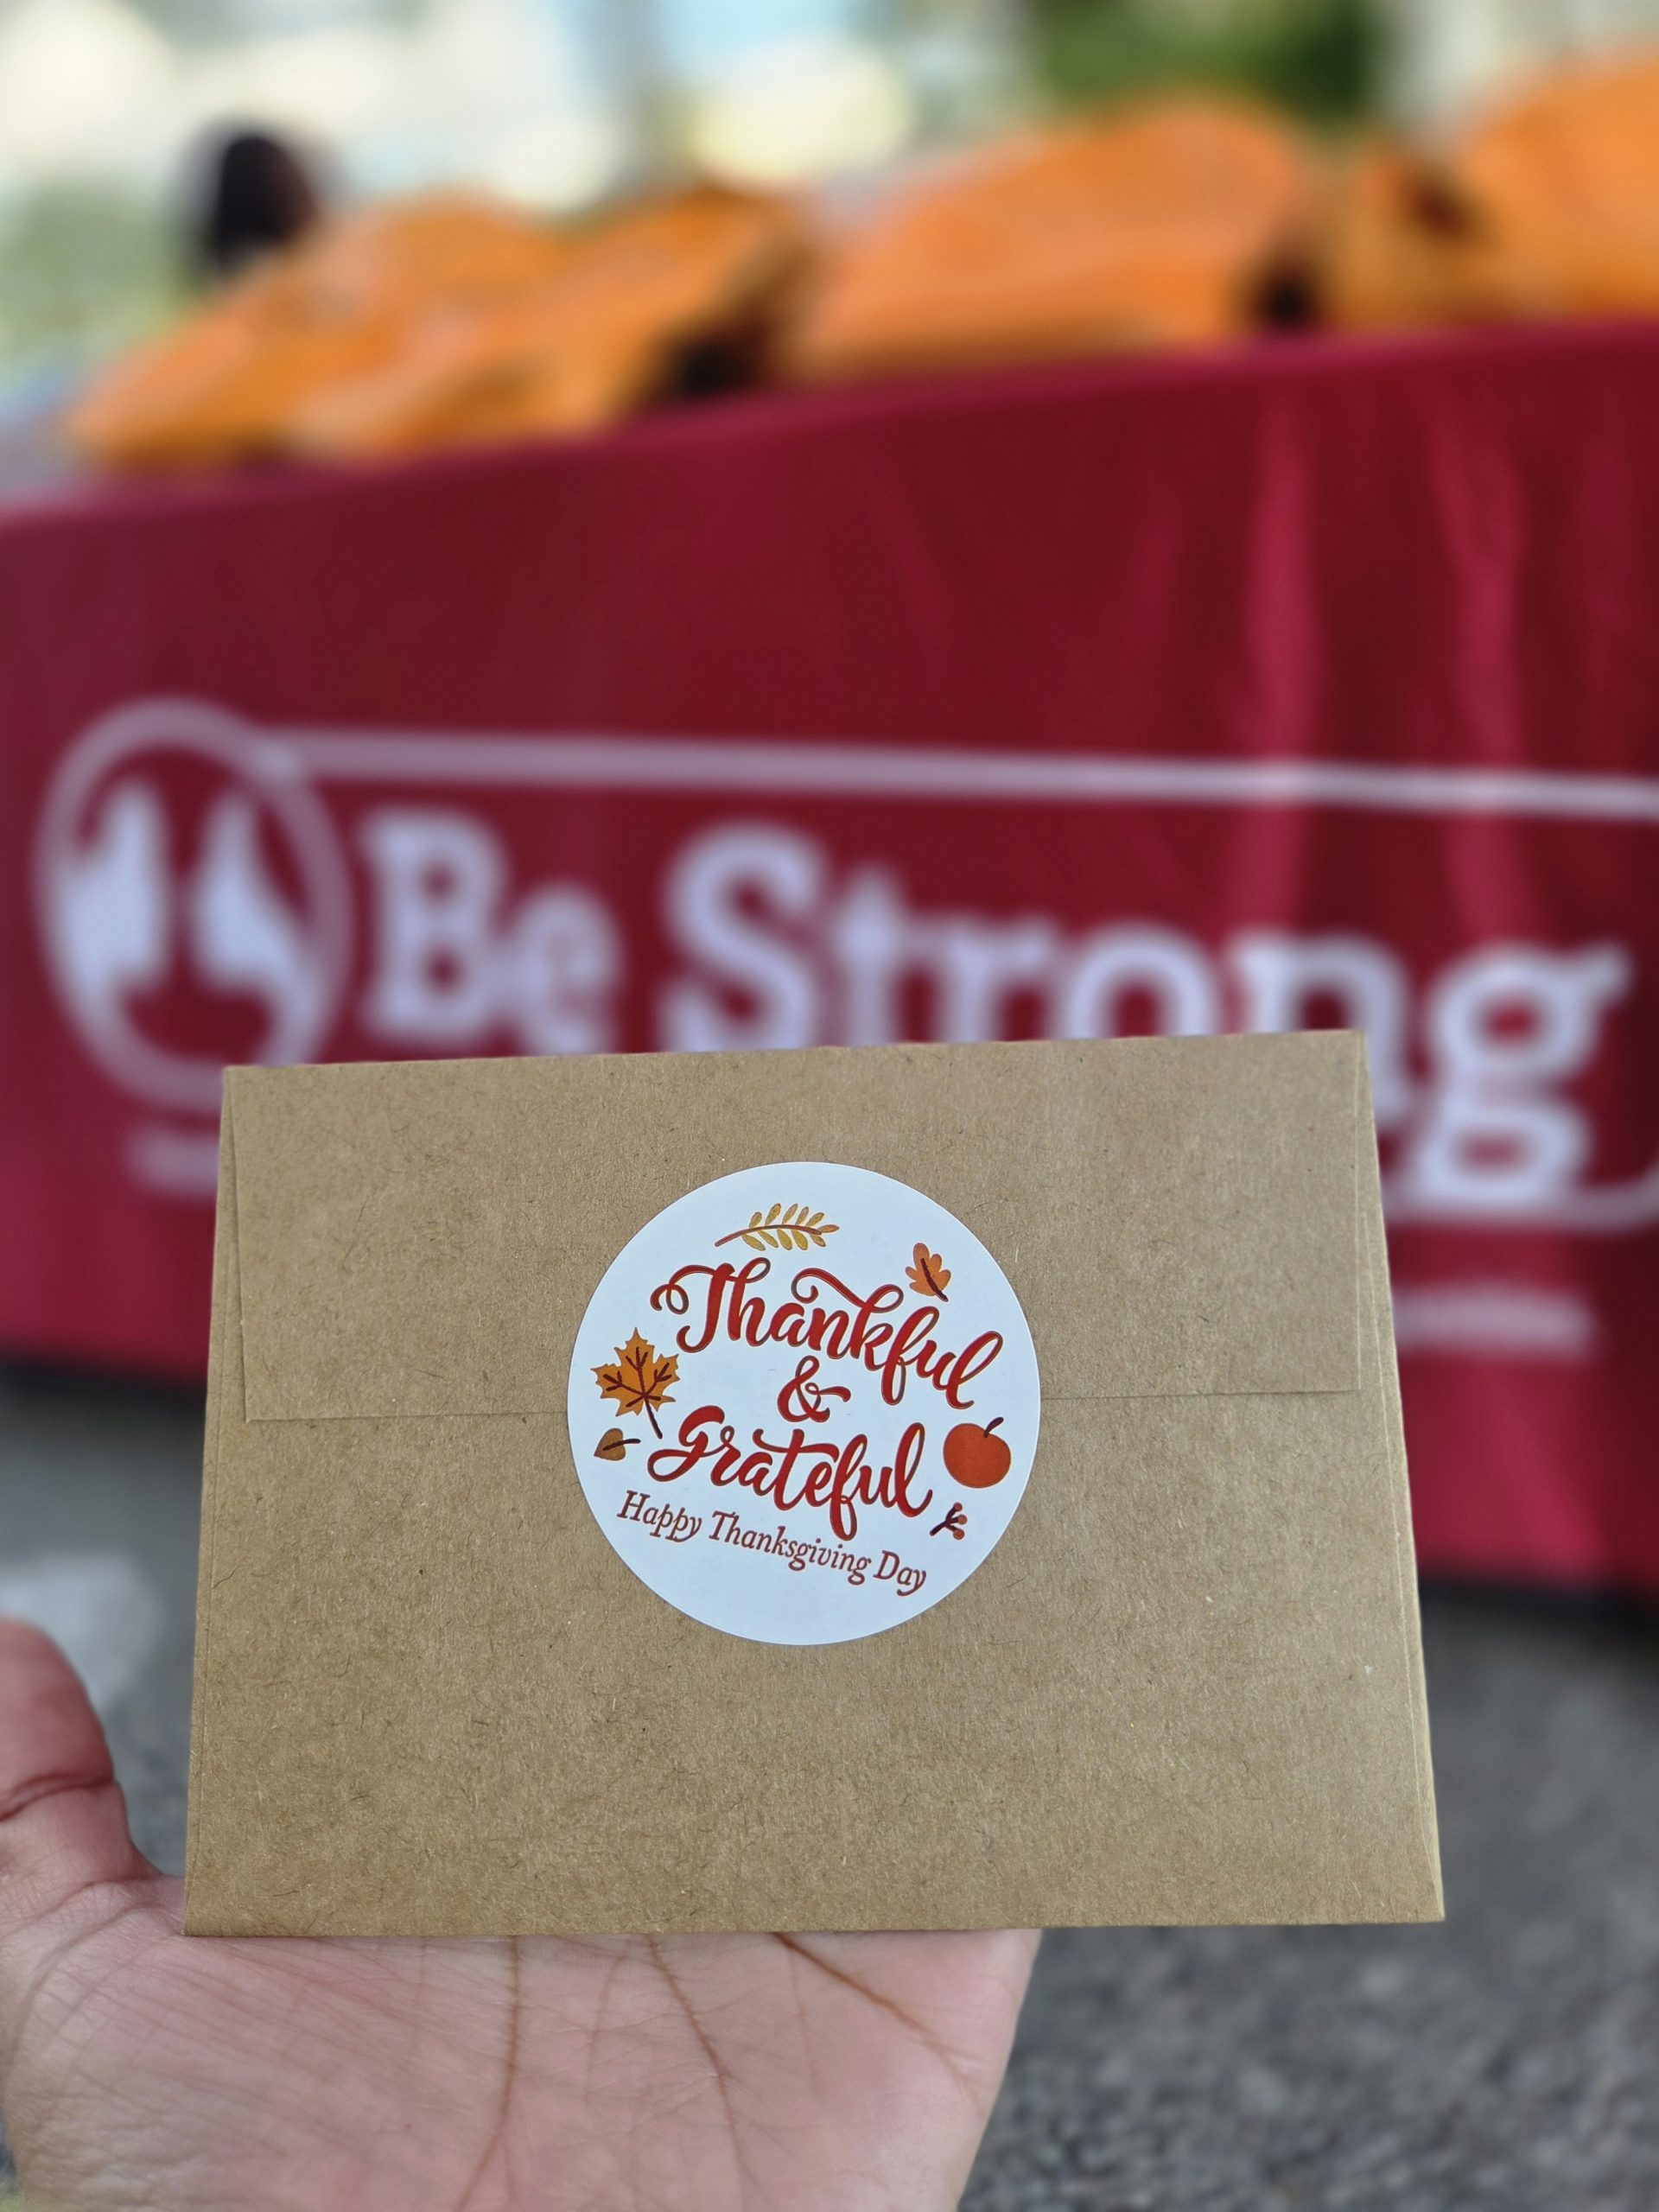 Be Strong
Thankful
&
Grateful
Happy Thanksgiving Day